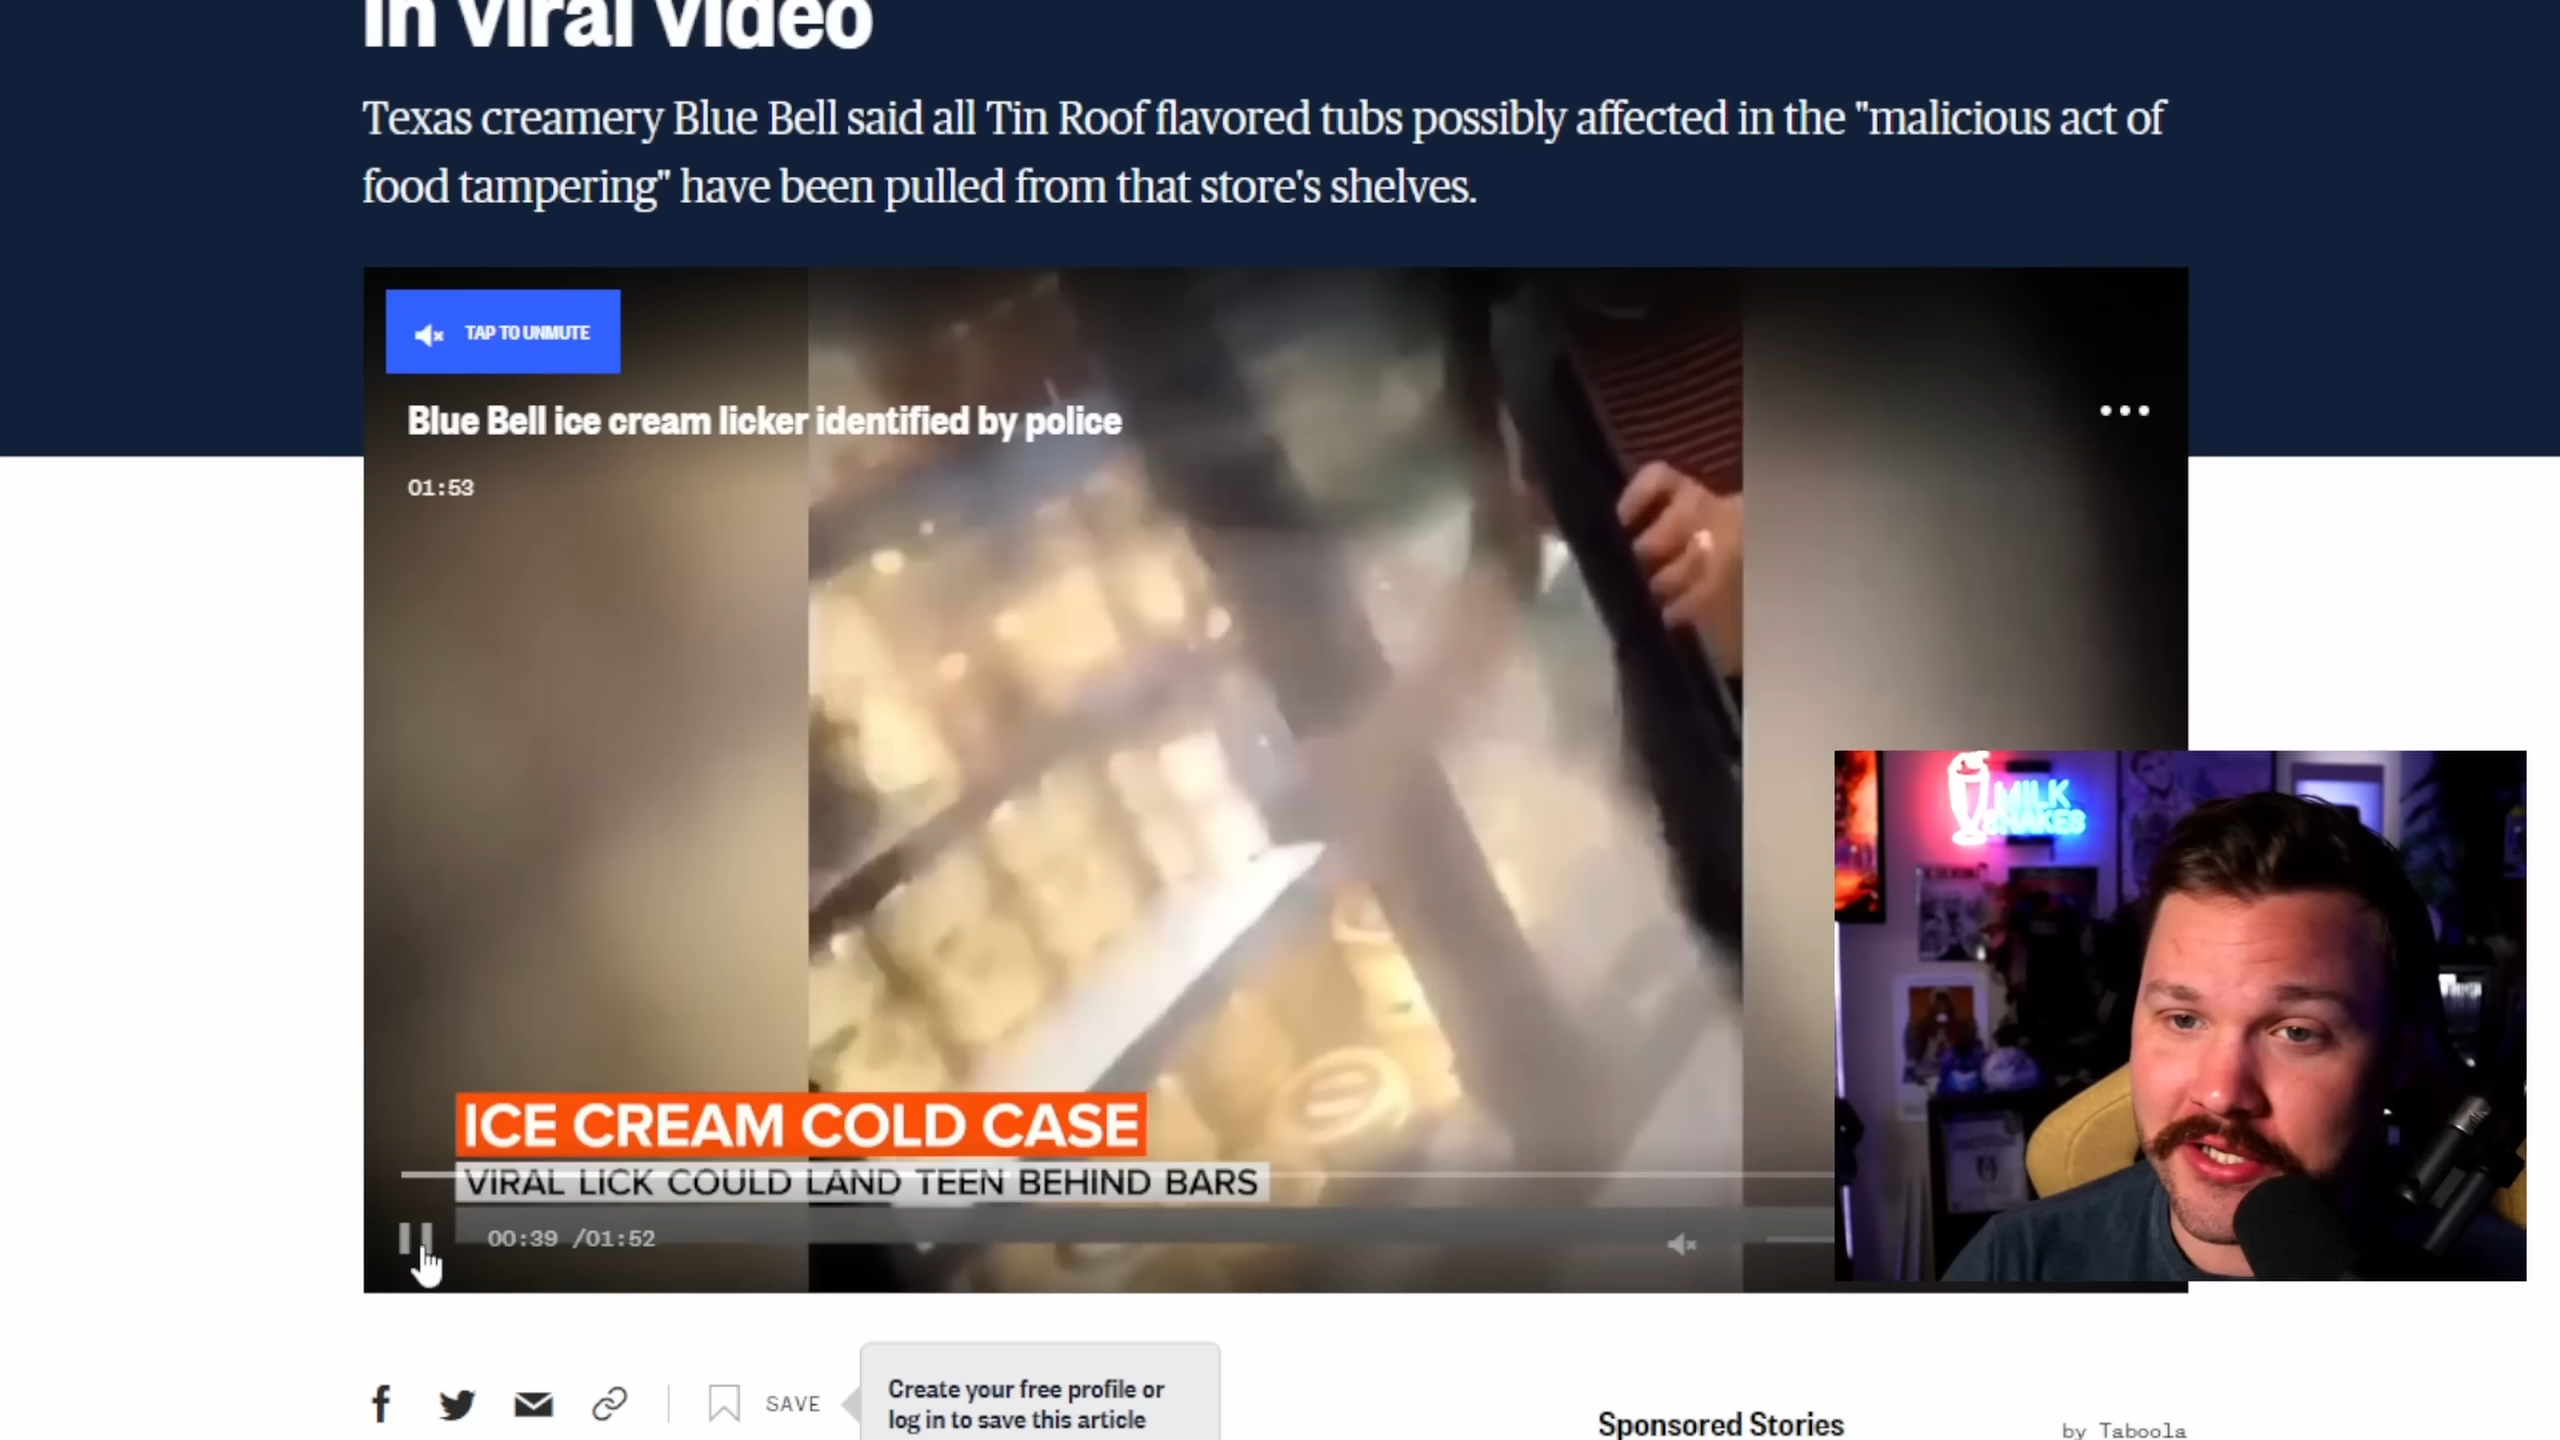 in viral video
Texas creamery Blue Bell said all Tin Roof flavored tubs possibly affected in the "malicious act of
food tampering" have been pulled from that store's shelves.
TAP TO UNMUTE
Blue Bell ice cream licker identified by police
01:53
MILK
SHAKES
ICE CREAM COLD CASE
VIRAL LICK COULD LAND TEEN BEHIND BARS
00:39 /01:52
SAVE
Create your free profile or
log in to save this article
Sponsored Stories
by Taboola